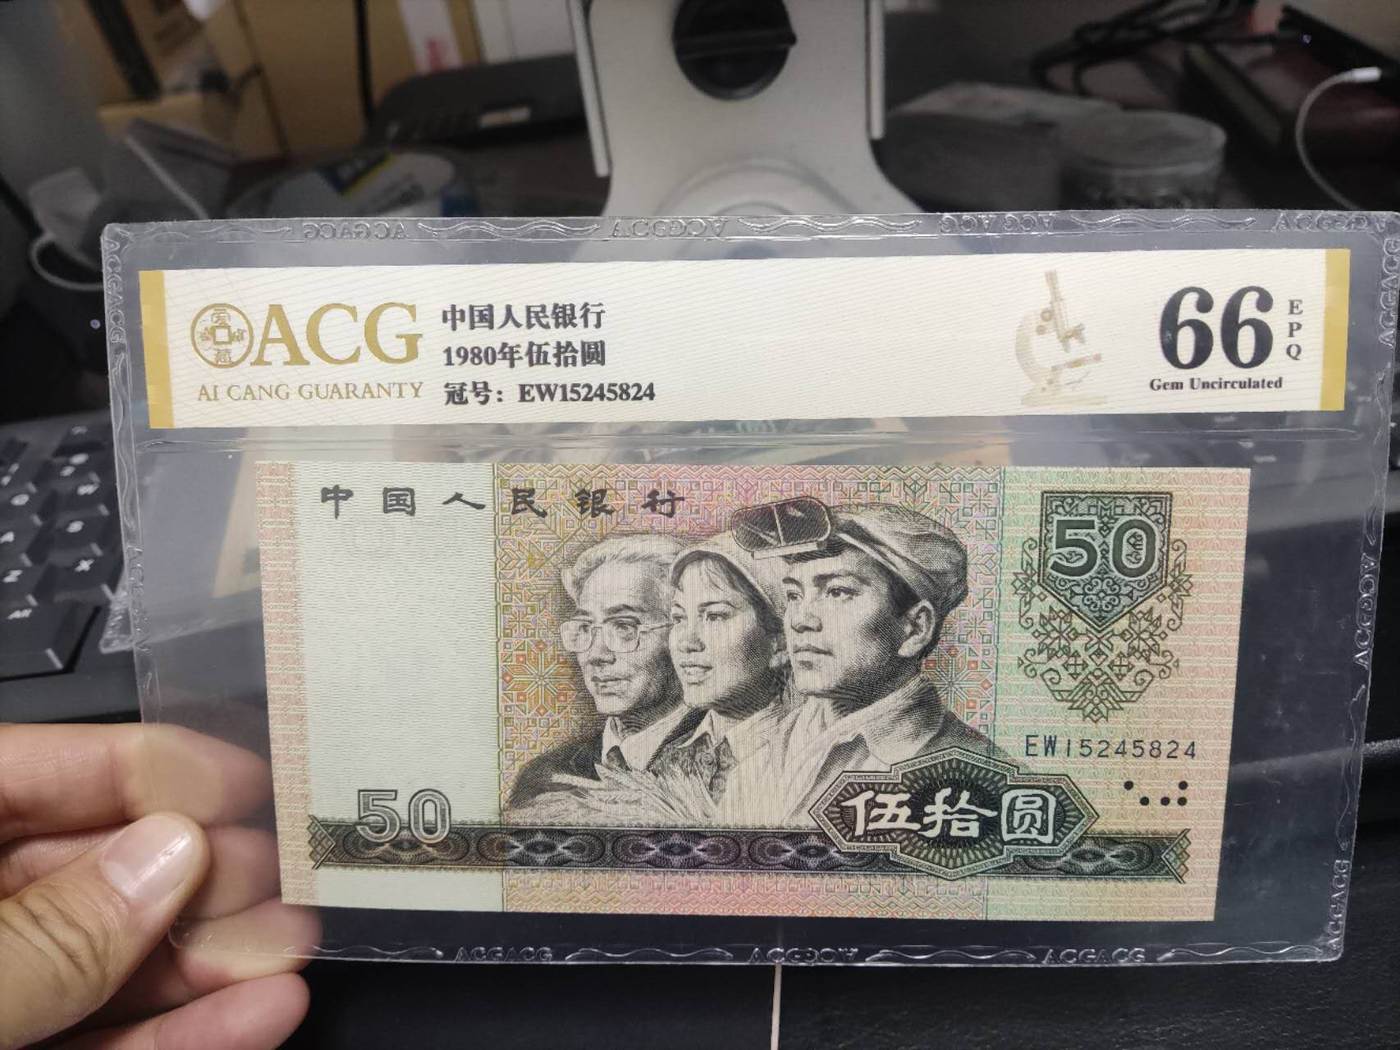 ACG
AI CANG GUARANTY
中国人民银行
1980年伍拾圆
冠号：EW15245824
66
EPQ
Gem Uncirculated
中国人民银行
50
EW15245824
50
伍拾圆